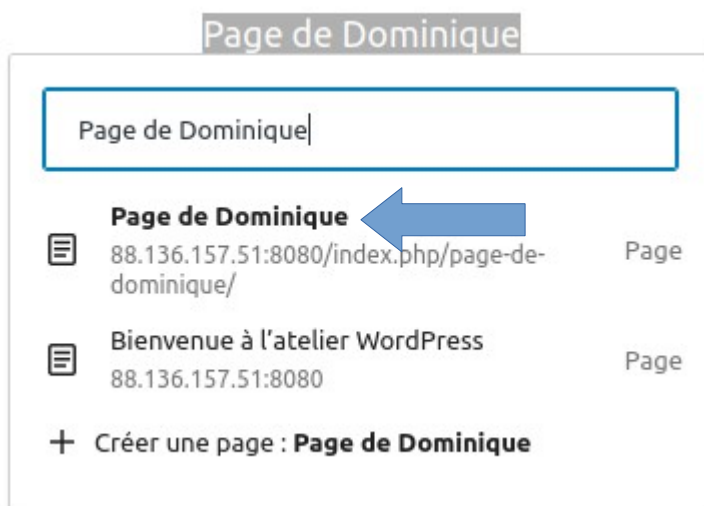 Page de Dominique
Page de Dominique
Page de Dominique
88.136.157.51:8080/index.php/page-de-
dominique/
Page
Bienvenue à l’atelier WordPress
88.136.157.51:8080
Page
Créer une page : Page de Dominique